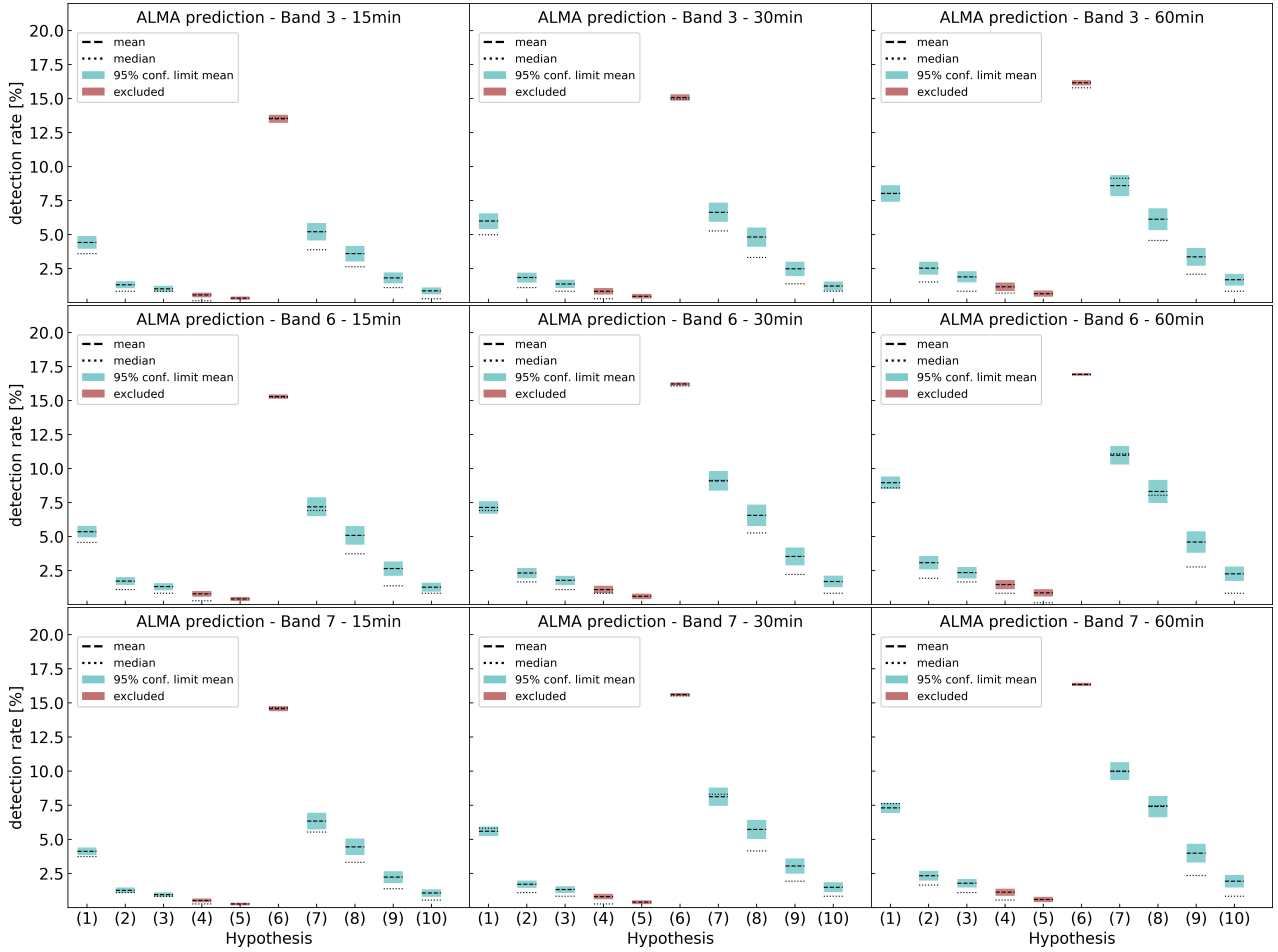 ALMA prediction - Band 3 - 15min
mean
median
95% conf. limit mean
excluded
20.0
17.5
15.0
12.5
10.0
7.5
5.0
2.5
detection rate [%]
ALMA prediction - Band 3 - 30min
mean
median
95% conf. limit mean
excluded
ALMA prediction - Band 3 - 60min
mean
median
95% conf. limit mean
excluded
ALMA prediction - Band 6 - 15min
mean
median
95% conf. limit mean
excluded
20.0
17.5
15.0
12.5
10.0
7.5
5.0
2.5
detection rate [%]
ALMA prediction - Band 6 - 30min
mean
median
95% conf. limit mean
excluded
ALMA prediction - Band 6 - 60min
mean
median
95% conf. limit mean
excluded
ALMA prediction - Band 7 - 15min
mean
median
95% conf. limit mean
excluded
20.0
17.5
15.0
12.5
10.0
7.5
5.0
2.5
detection rate [%]
(1) (2) (3) (4) (5) (6) (7) (8) (9) (10)
Hypothesis
ALMA prediction - Band 7 - 30min
mean
median
95% conf. limit mean
excluded
(1) (2) (3) (4) (5) (6) (7) (8) (9) (10)
Hypothesis
ALMA prediction - Band 7 - 60min
mean
median
95% conf. limit mean
excluded
(1) (2) (3) (4) (5) (6) (7) (8) (9) (10)
Hypothesis